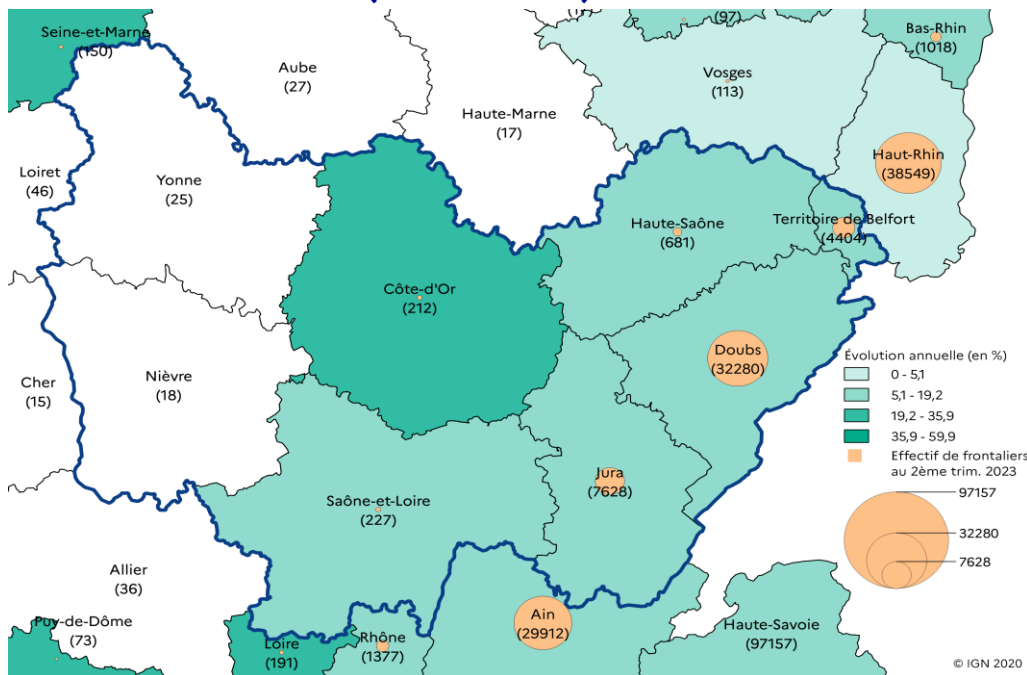 (97)
Seine-et-Marne
(150)
Bas-Rhin
(1018)
Aube
(27)
Vosges
(113)
Haute-Marne
(17)
Haut-Rhin
(38549)
Loiret
(46)
Yonne
(25)
Haute-Saône
(681)
Territoire de Belfort
(4404)
Côte-d'Or
(212)
Doubs
(32280)
Cher
(15)
Nièvre
(18)
Évolution annuelle (en %)
0 - 5,1
5,1 - 19,2
19,2 - 35,9
35,9 - 59,9
Effectif de frontaliers
au 2ème trim. 2023
97157
32280
7628
Jura
(7628)
Saône-et-Loire
(227)
Allier
(36)
Puy-de-Dôme
(73)
Loire
(191)
Rhône
(1377)
Ain
(29912)
Haute-Savoie
(97157)
© IGN 2020